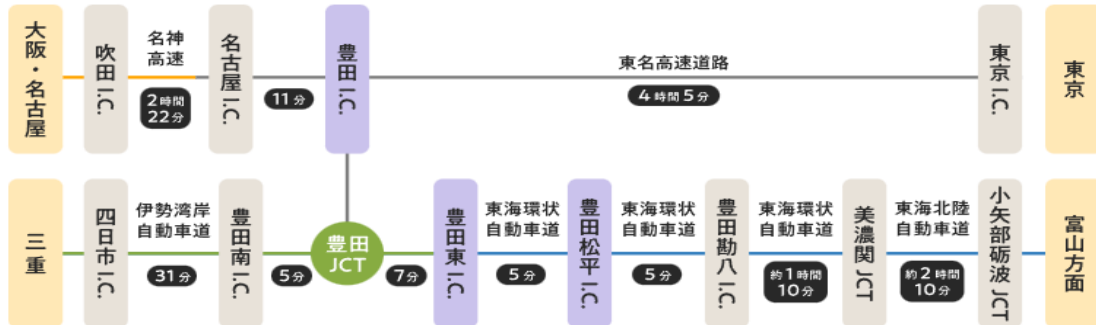 大阪・名古屋
吹田I.C.
名神
高速
2時間
22分
名古屋I.C.
11分
豊田I.C.
東名高速道路
4時間5分
東京I.C.
東京
三重
四日市I.C.
伊勢湾岸
自動車道
31分
豊田南I.C.
5分
豊田
JCT
7分
豊田東I.C.
東海環状
自動車道
5分
豊田松平I.C.
東海環状
自動車道
5分
豊田勘八I.C.
東海環状
自動車道
約1時間
10分
美濃関JCT
東海北陸
自動車道
約2時間
10分
小矢部砺波JCT
富山方面